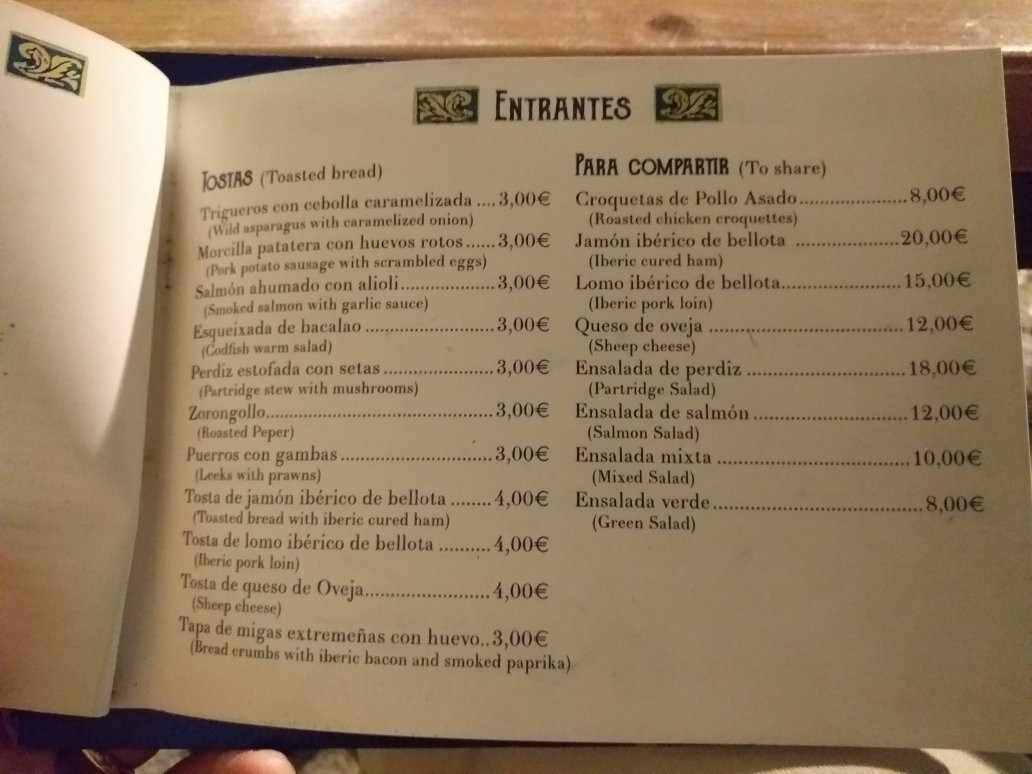 ENTRANTES
TOSTAS (Toasted bread)
Trigueros con cebolla caramelizada ....3,00€
(Wild asparagus with caramelized onion)
Morcilla patatera con huevos rotos......3,00€
(Pork potato sausage with scrambled eggs)
Salmón ahumado con alioli......................3,00€
(Smoked salmon with garlic sauce)
Esqueixada de bacalao ..............................3,00€
(Codfish warm salad)
Perdiz estofada con setas .........................3,00€
(Partridge stew with mushrooms)
Zorongollo....................................................3,00€
(Roasted Peper)
Puerros con gambas ...................................3,00€
(Leeks with prawns)
Tosta de jamón ibérico de bellota ........4,00€
(Toasted bread with iberic cured ham)
Tosta de lomo ibérico de bellota ..........4,00€
(Iberic pork loin)
Tosta de queso de Oveja.............................4,00€
(Sheep cheese)
Tapa de migas extremeñas con huevo..3,00€
(Bread crumbs with iberic bacon and smoked paprika)
PARA COMPARTIR (To share)
Croquetas de Pollo Asado.........................8,00€
(Roasted chicken croquettes)
Jamón ibérico de bellota .......................20,00€
(Iberic cured ham)
Lomo ibérico de bellota..........................15,00€
(Iberic pork loin)
Queso de oveja ..........................................12,00€
(Sheep cheese)
Ensalada de perdiz ...................................18,00€
(Partridge Salad)
Ensalada de salmón ..................................12,00€
(Salmon Salad)
Ensalada mixta ..........................................10,00€
(Mixed Salad)
Ensalada verde.............................................8,00€
(Green Salad)